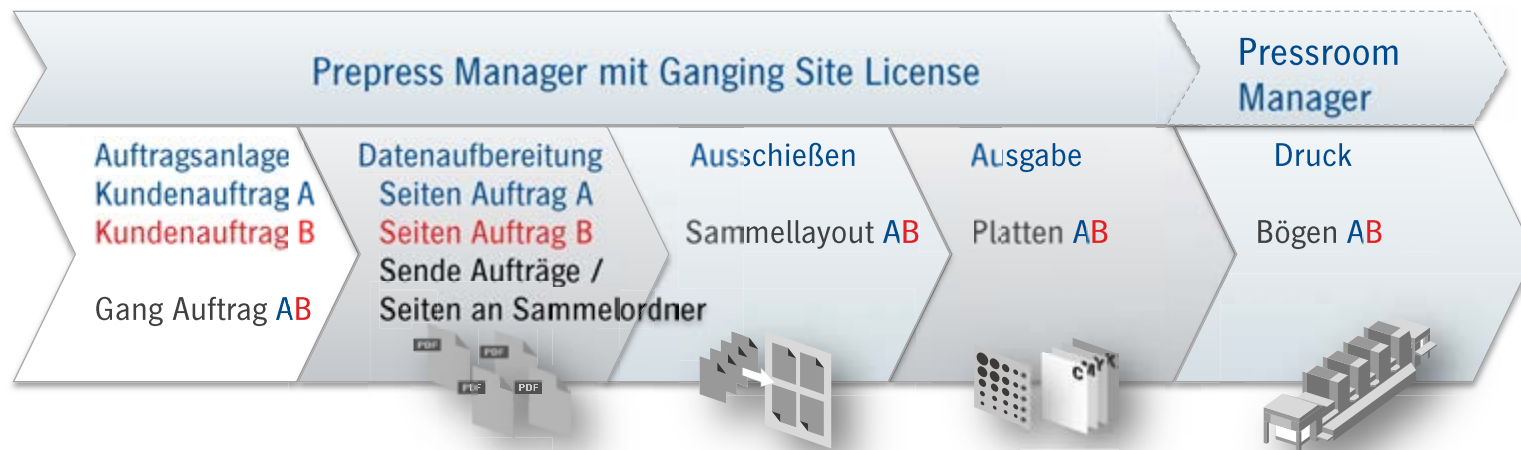 Prepress Manager mit Ganging Site License
Pressroom
Manager
Auftragsanlage
Kundenauftrag A
Kundenauftrag B
Gang Auftrag AB
Datenaufbereitung
Seiten Auftrag A
Seiten Auftrag B
Sende Aufträge /
Seiten an Sammelordner
PDF
PDF
PDF
PDF
Ausschießen
Sammellayout AB
Ausgabe
Platten AB
CMYK
Druck
Bögen AB